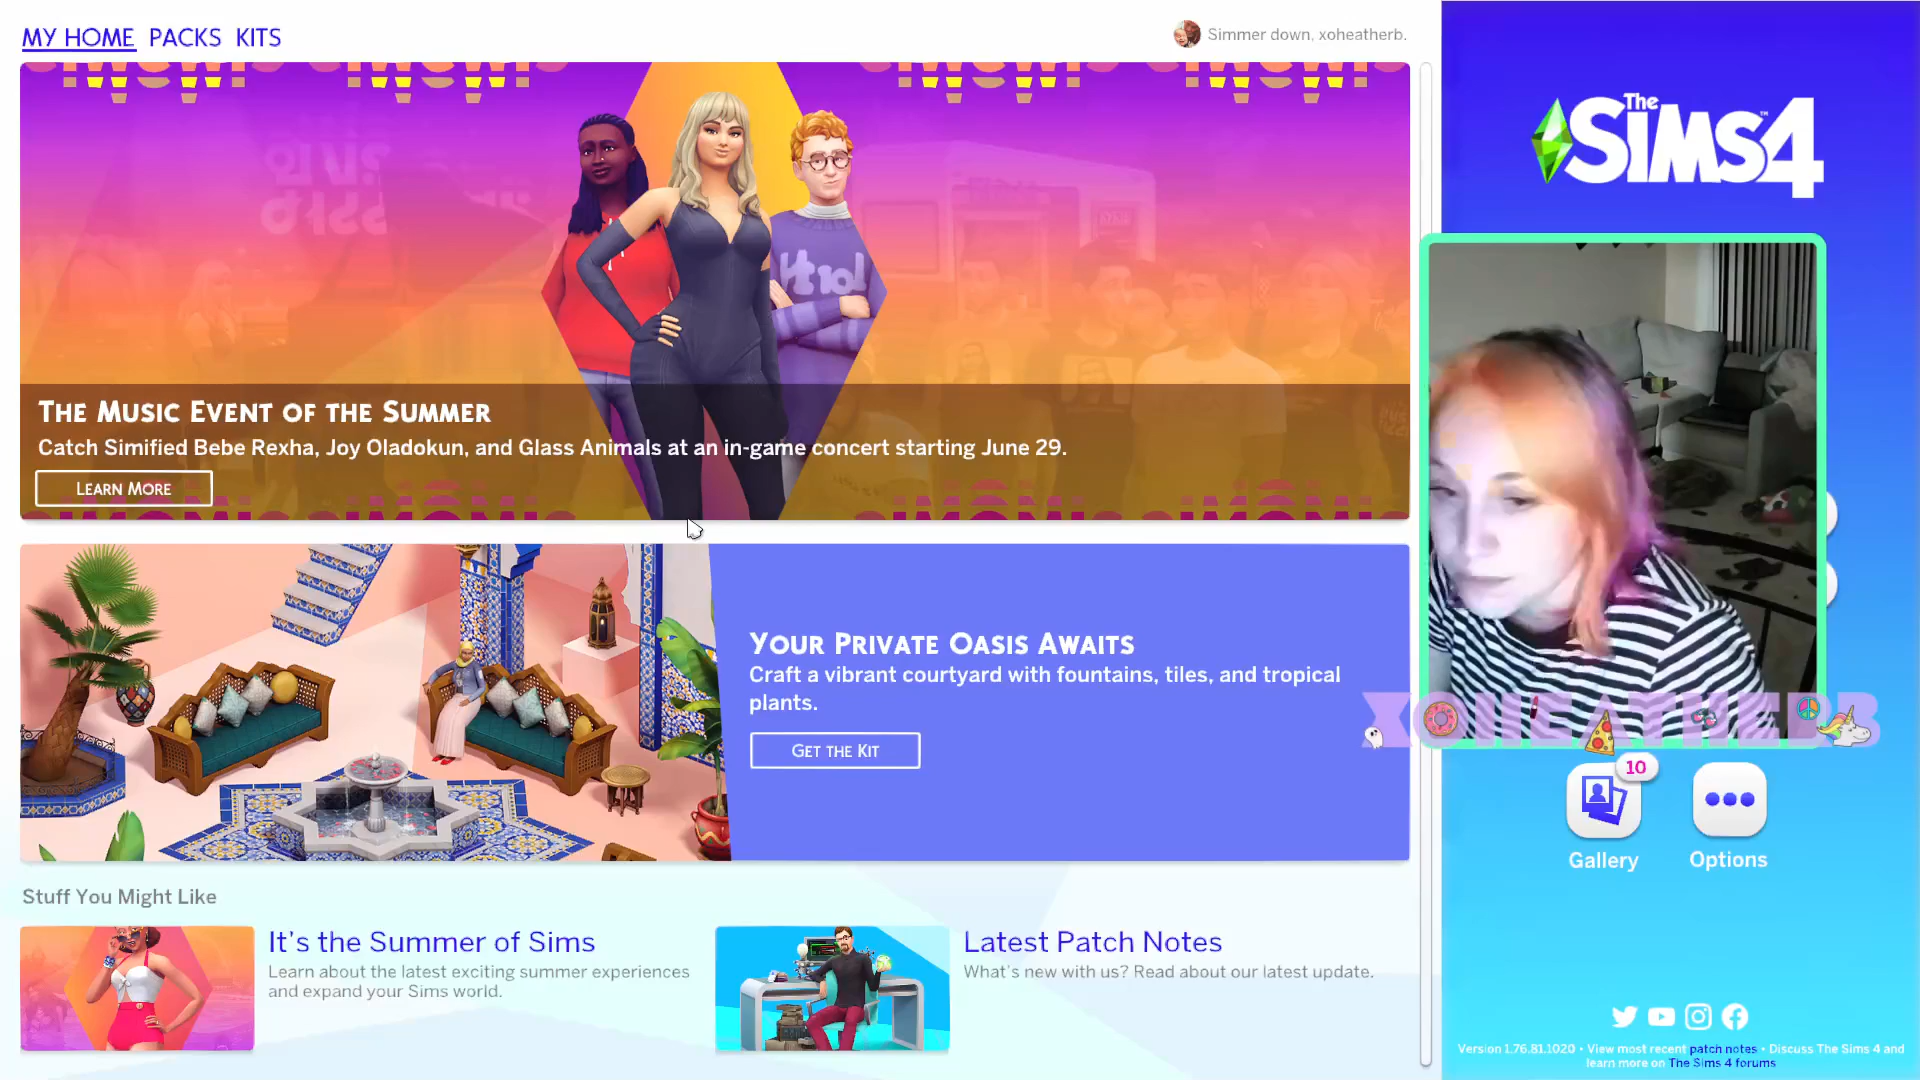 MY HOME PACKS KITS
Simmer down, xoheatherb.
The Sims 4
The Music Event of the Summer
Catch Simified Bebe Rexha, Joy Oladokun, and Glass Animals at an in-game concert starting June 29.
Learn More
Your Private Oasis Awaits
Craft a vibrant courtyard with fountains, tiles, and tropical
plants.
Get the Kit
XOHEATHERB
10
Gallery
Options
Stuff You Might Like
It's the Summer of Sims
Learn about the latest exciting summer experiences
and expand your Sims world.
Latest Patch Notes
What's new with us? Read about our latest update.
Version 1.76.81.1020 • View most recent patch notes • Discuss The Sims 4 and
learn more on The Sims 4 forums